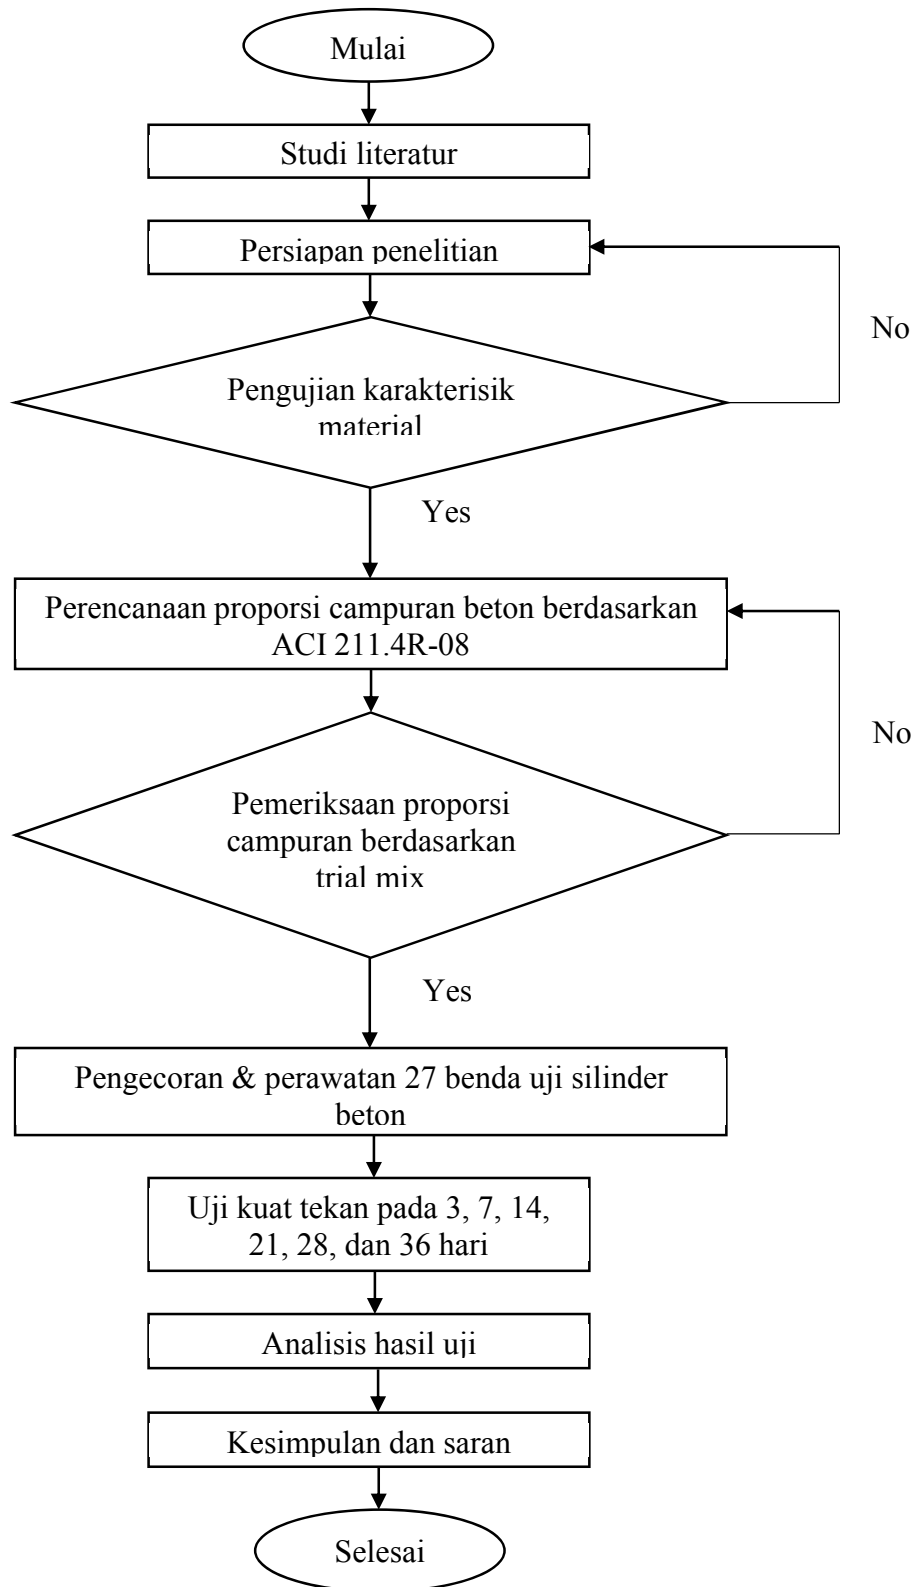 Mulai
Studi literatur
Persiapan penelitian
No
Pengujian karakterisik
material
Yes
Perencanaan proporsi campuran beton berdasarkan
ACI 211.4R-08
No
Pemeriksaan proporsi
campuran berdasarkan
trial mix
Yes
Pengecoran & perawatan 27 benda uji silinder
beton
Uji kuat tekan pada 3, 7, 14,
21, 28, dan 36 hari
Analisis hasil uji
Kesimpulan dan saran
Selesai